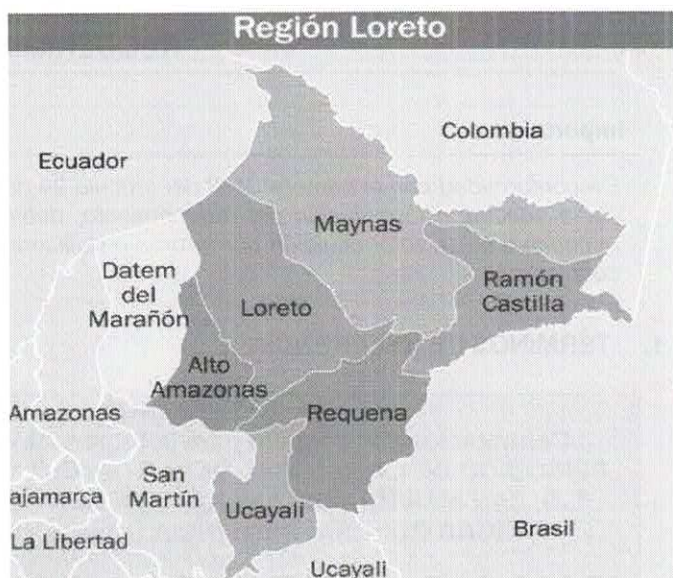 Región Loreto
Colombia
Ecuador
Maynas
Datem
del
Marañón
Ramón
Castilla
Loreto
Alto
Amazonas
Amazonas
Requena
San
Martín
ajamarca
Ucayali
Brasil
La Libertad
Ucayali